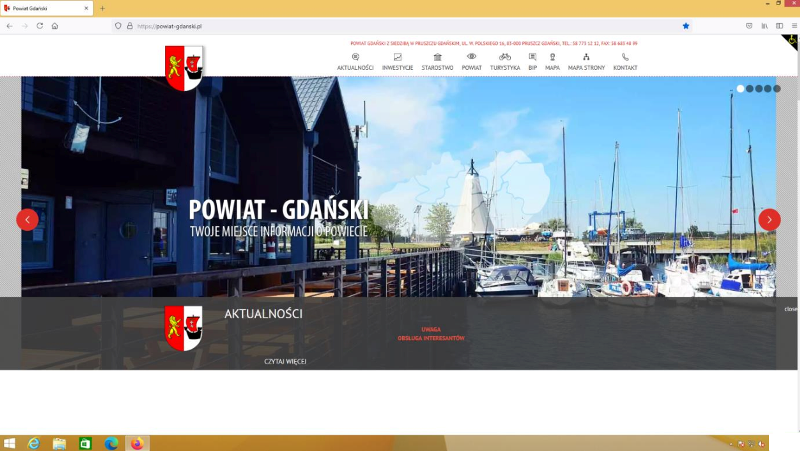 Powiat Gdański
https://powiat-gdanski.pl
POWIAT GDAŃSKI Z SIEDZIBĄ W PRUSZCZU GDAŃSKIM, UL. W. POLSKIEGO 16, 83-000 PRUSZCZ GDAŃSKI, TEL.: 58 773 12 12, FAX: 58 683 48 99
AKTUALNOŚCI INWESTYCJE STAROSTWO POWIAT TURYSTYKA BIP MAPA MAPA STRONY KONTAKT
POWIAT - GDAŃSKI
TWOJE MIEJSCE INFORMACJI O POWIECIE
close
AKTUALNOŚCI
UWAGA
OBSŁUGA INTERESANTÓW
CZYTAJ WIĘCEJ